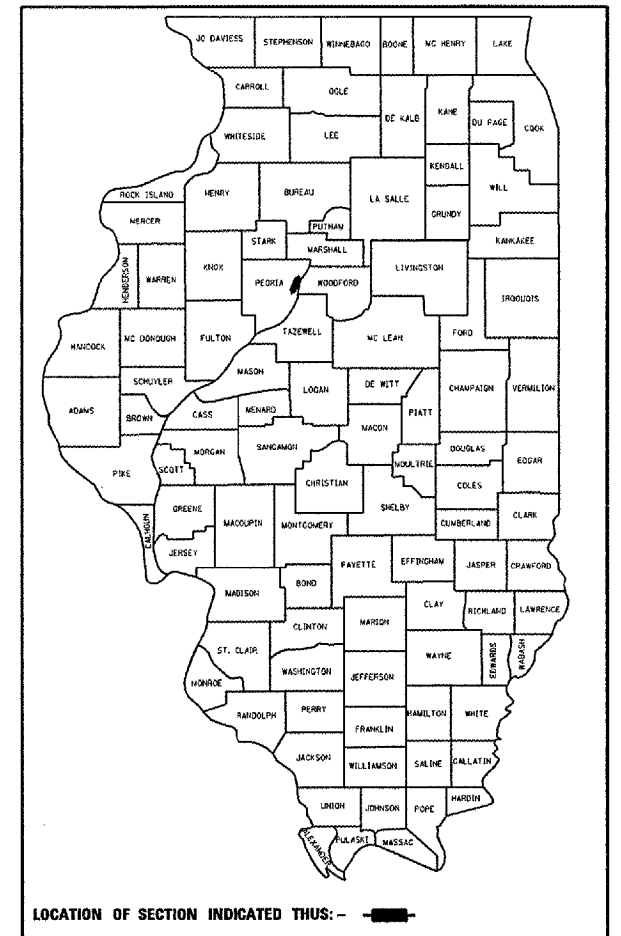 JO DAVIESS STEPHENSON WINNEBAGO BOONE MC HENRY LAKE
CARROLL OGLE DE KALB KANE DU PAGE COOK
WHITESIDE LEE
KENDALL
ROCK ISLAND HENRY BUREAU LA SALLE GRUNDY WILL
MERCER PUTNAM
STARK MARSHALL KANKAKEE
HENDERSON WARREN KNOX PEORIA WOODFORD LIVINGSTON IROQUOIS
HANCOCK MC DONOUGH FULTON TAZEWELL MC LEAN FORD
MASON
SCHUYLER LOGAN DE WITT CHAMPAIGN VERMILION
ADAMS BROWN CASS MENARD MACON PIATT
MORGAN SANGAMON DOUGLAS EDGAR
PIKE SCOTT CHRISTIAN MOULTRIE COLES
GREENE MACOUPIN MONTGOMERY SHELBY CUMBERLAND CLARK
CALHOUN JERSEY FAYETTE EFFINGHAM JASPER CRAWFORD
MADISON BOND
CLAY RICHLAND LAWRENCE
CLINTON MARION
ST. CLAIR WAYNE EDWARDS WABASH
WASHINGTON JEFFERSON
MONROE
RANDOLPH PERRY HAMILTON WHITE
FRANKLIN
JACKSON WILLIAMSON SALINE GALLATIN
UNION JOHNSON POPE HARDIN
ALEXANDER PULASKI MASSAC
LOCATION OF SECTION INDICATED THUS:–